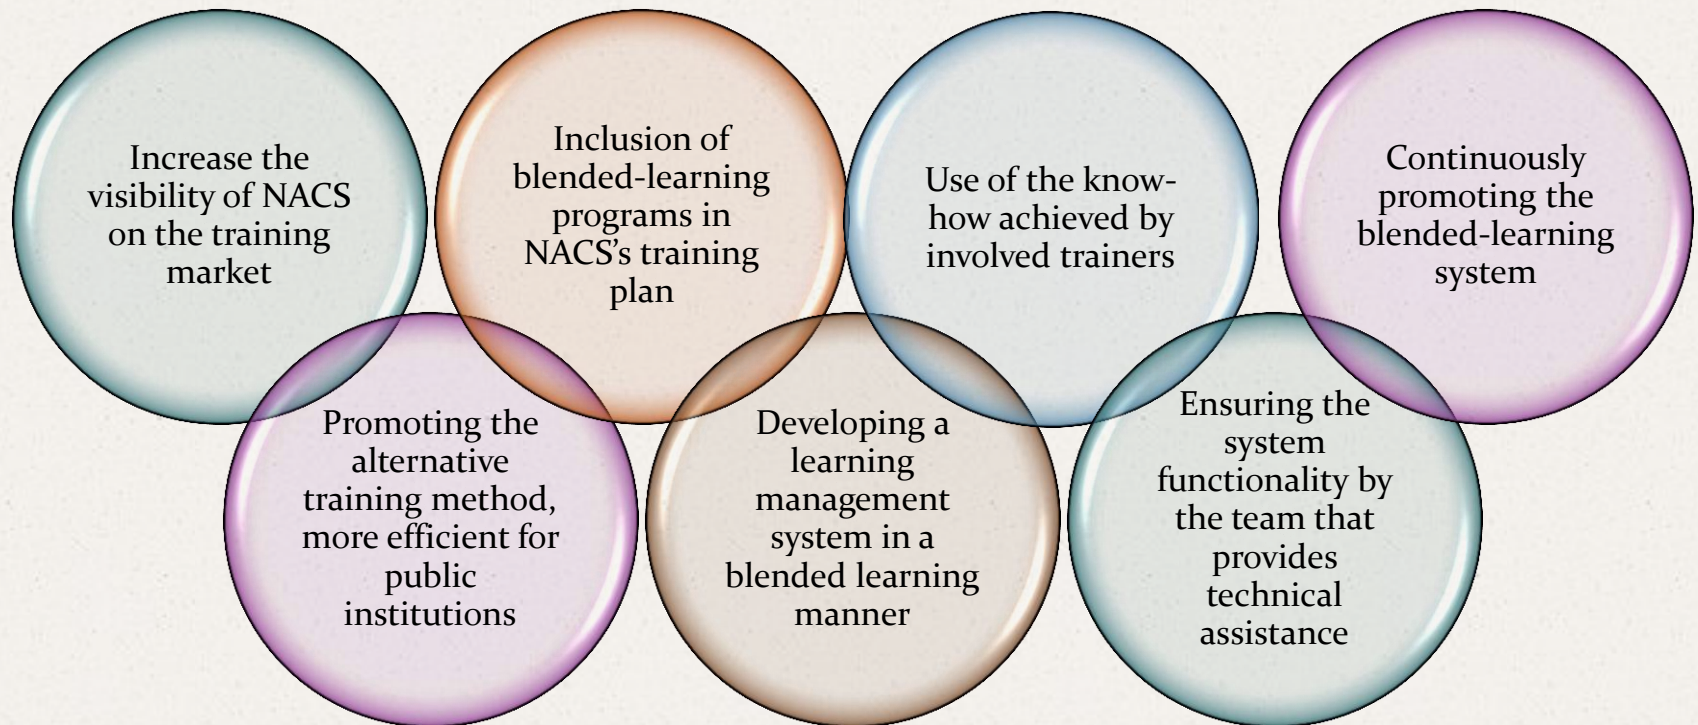 Increase the
visibility of NACS
on the training
market
Promoting the
alternative
training method,
more efficient for
public
institutions
Inclusion of
blended-learning
programs in
NACS’s training
plan
Developing a
learning
management
system in a
blended learning
manner
Use of the know-
how achieved by
involved trainers
Ensuring the
system
functionality by
the team that
provides
technical
assistance
Continuously
promoting the
blended-learning
system